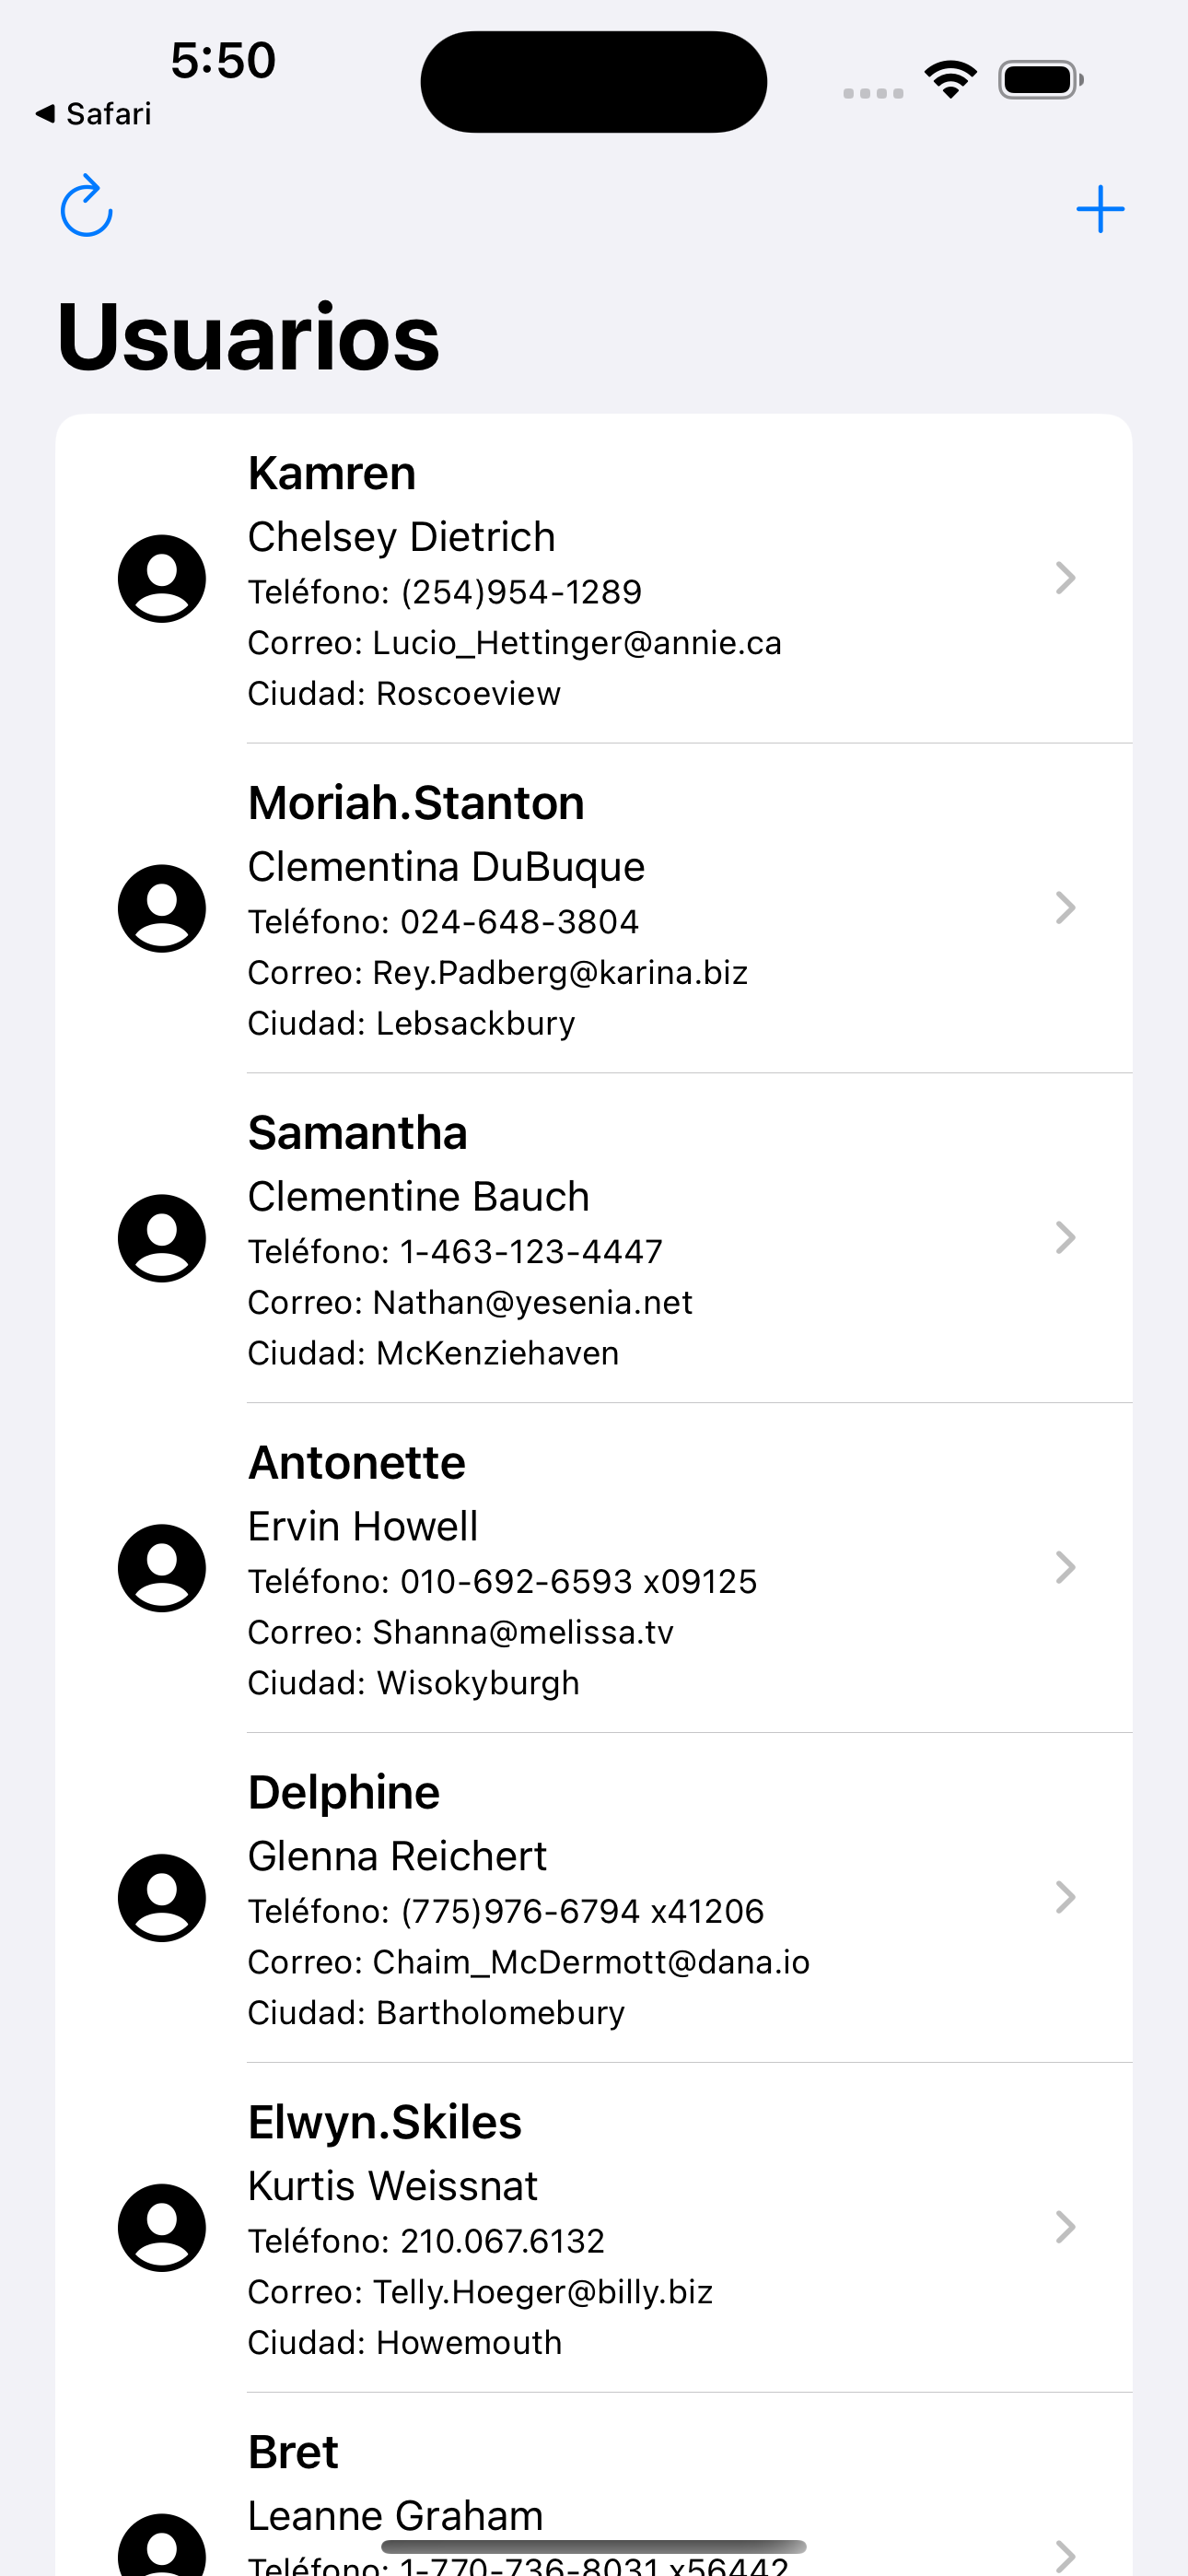 5:50
Safari
Usuarios
Kamren
Chelsey Dietrich
Teléfono: (254)954-1289
Correo: Lucio_Hettinger@annie.ca
Ciudad: Roscoeview
Moriah.Stanton
Clementina DuBuque
Teléfono: 024-648-3804
Correo: Rey.Padberg@karina.biz
Ciudad: Lebsackbury
Samantha
Clementine Bauch
Teléfono: 1-463-123-4447
Correo: Nathan@yesenia.net
Ciudad: McKenziehaven
Antonette
Ervin Howell
Teléfono: 010-692-6593 x09125
Correo: Shanna@melissa.tv
Ciudad: Wisokyburgh
Delphine
Glenna Reichert
Teléfono: (775)976-6794 x41206
Correo: Chaim_McDermott@dana.io
Ciudad: Bartholomebury
Elwyn.Skiles
Kurtis Weissnat
Teléfono: 210.067.6132
Correo: Telly.Hoeger@billy.biz
Ciudad: Howemouth
Bret
Leanne Graham
Teléfono: 1-770-736-8031 x56442